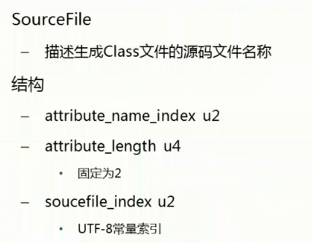 SourceFile
– 描述生成Class文件的源码文件名称
结构
– attribute_name_index u2
– attribute_length u4
• 固定为2
– soucefile_index u2
• UTF-8常量索引